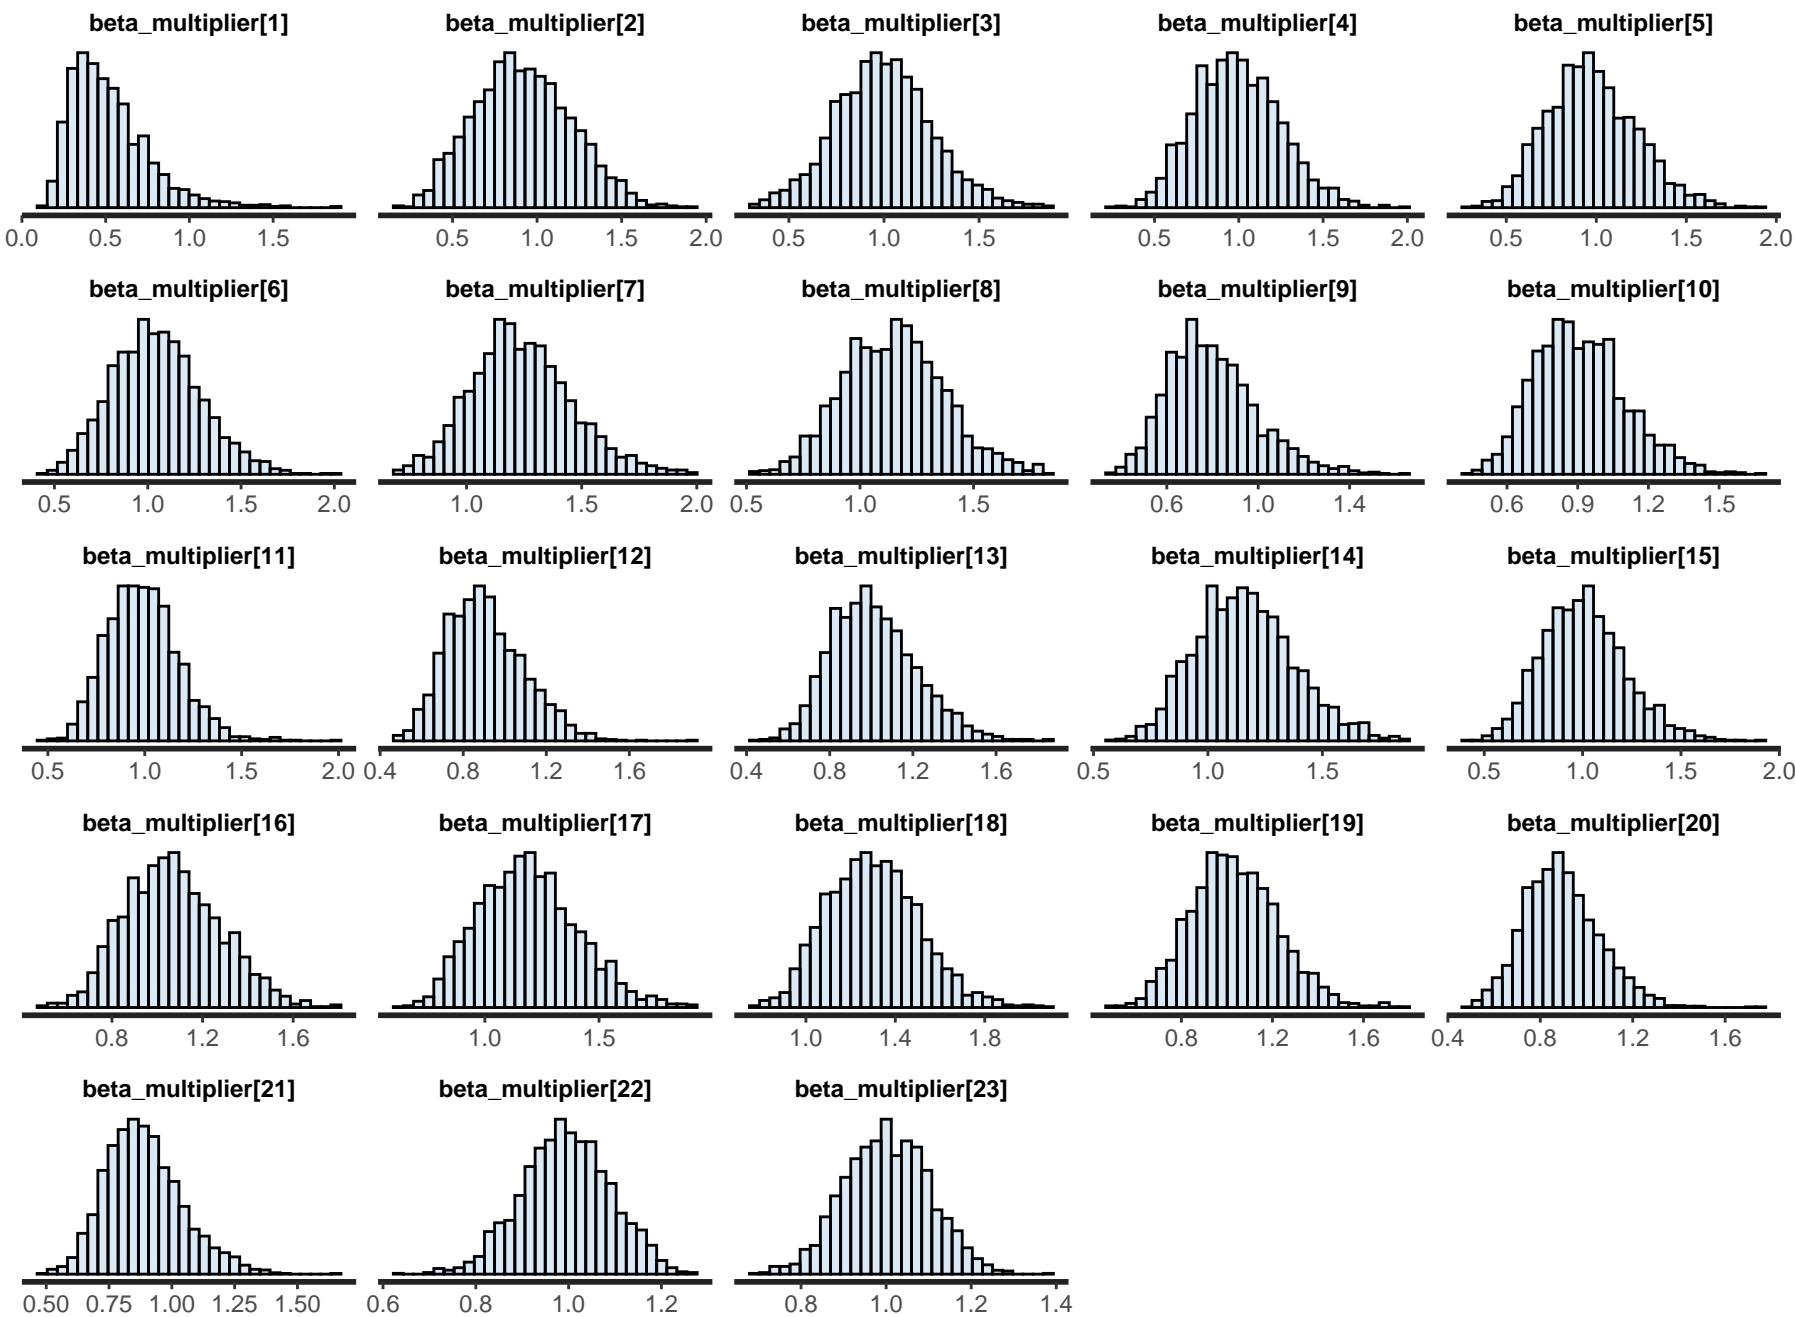 beta_multiplier[1] beta_multiplier[2] beta_multiplier[3] beta_multiplier[4] beta_multiplier[5]
0.0 0.5 1.0 1.5 0.5 1.0 1.5 2.0 0.5 1.0 1.5 0.5 1.0 1.5 2.0 0.5 1.0 1.5 2.0
beta_multiplier[6] beta_multiplier[7] beta_multiplier[8] beta_multiplier[9] beta_multiplier[10]
0.5 1.0 1.5 2.0 1.0 1.5 2.0 0.5 1.0 1.5 0.6 1.0 1.4 0.6 0.9 1.2 1.5
beta_multiplier[11] beta_multiplier[12] beta_multiplier[13] beta_multiplier[14] beta_multiplier[15]
0.5 1.0 1.5 2.0 0.4 0.8 1.2 1.6 0.4 0.8 1.2 1.6 0.5 1.0 1.5 0.5 1.0 1.5 2.0
beta_multiplier[16] beta_multiplier[17] beta_multiplier[18] beta_multiplier[19] beta_multiplier[20]
0.8 1.2 1.6 1.0 1.5 1.0 1.4 1.8 0.8 1.2 1.6 0.4 0.8 1.2 1.6
beta_multiplier[21] beta_multiplier[22] beta_multiplier[23]
0.50 0.75 1.00 1.25 1.50 0.6 0.8 1.0 1.2 0.8 1.0 1.2 1.4